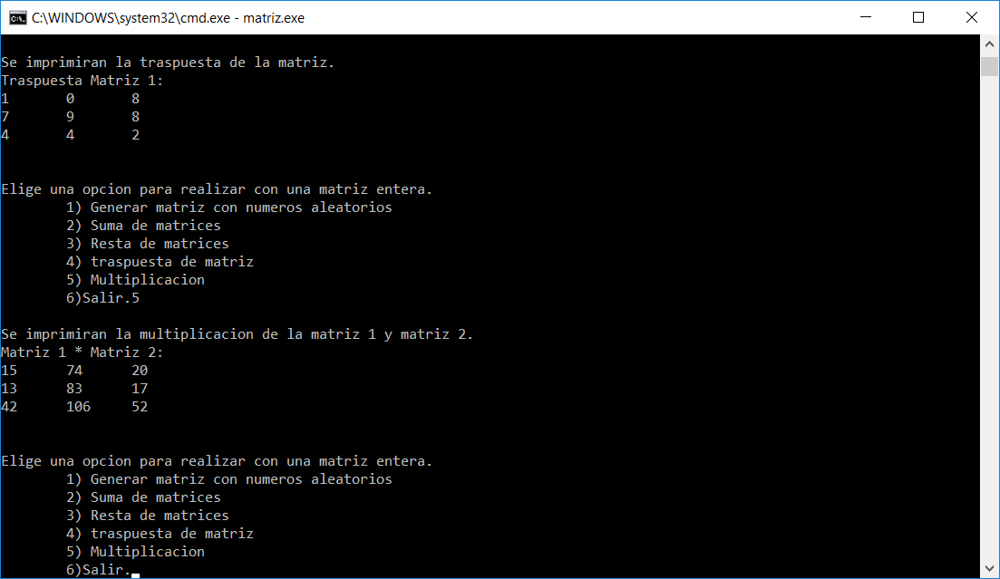 C:\WINDOWS\system32\cmd.exe - matriz.exe
Se imprimiran la traspuesta de la matriz.
Traspuesta Matriz 1:
1 0 8
7 9 8
4 4 2
Elige una opcion para realizar con una matriz entera.
1) Generar matriz con numeros aleatorios
2) Suma de matrices
3) Resta de matrices
4) traspuesta de matriz
5) Multiplicacion
6)Salir.5
Se imprimiran la multiplicacion de la matriz 1 y matriz 2.
Matriz 1 * Matriz 2:
15 74 20
13 83 17
42 106 52
Elige una opcion para realizar con una matriz entera.
1) Generar matriz con numeros aleatorios
2) Suma de matrices
3) Resta de matrices
4) traspuesta de matriz
5) Multiplicacion
6)Salir.